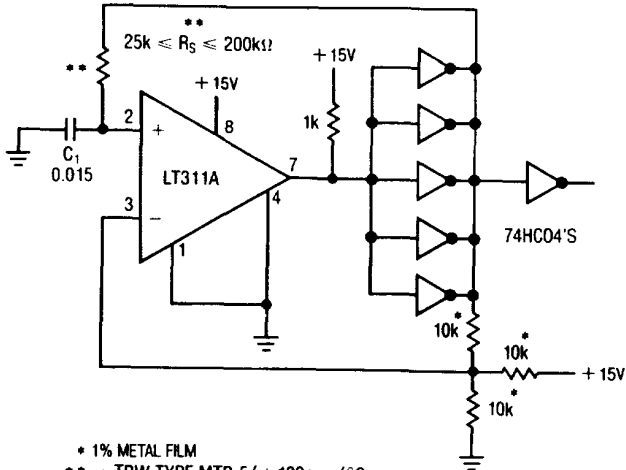 **
25k ≤ RS ≤ 200kΩ
**
+15V
+15V
1k
2
+
8
C1
0.015
LT311A
7
3
−
4
1
74HC04'S
10k*
10k*
+15V
10k*
* 1% METAL FILM